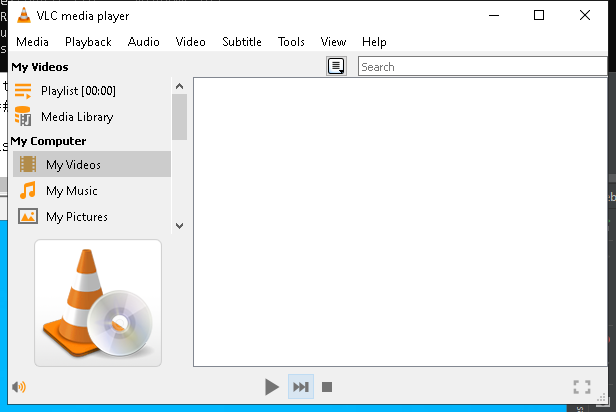 VLC media player
Media Playback Audio Video Subtitle Tools View Help
My Videos
Search
Playlist [00:00]
Media Library
My Computer
My Videos
My Music
My Pictures